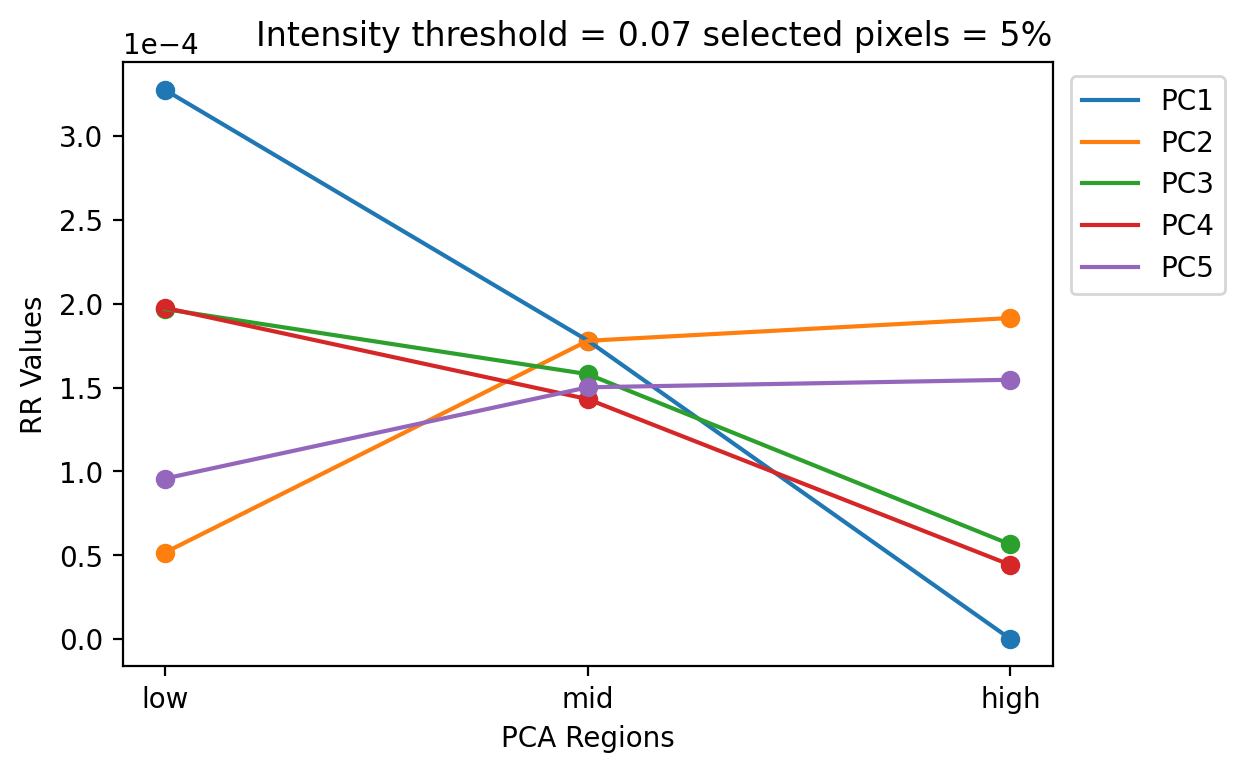 Intensity threshold = 0.07 selected pixels = 5%
1e−4
3.0
2.5
2.0
1.5
1.0
0.5
0.0
RR Values
low mid high
PCA Regions
PC1
PC2
PC3
PC4
PC5